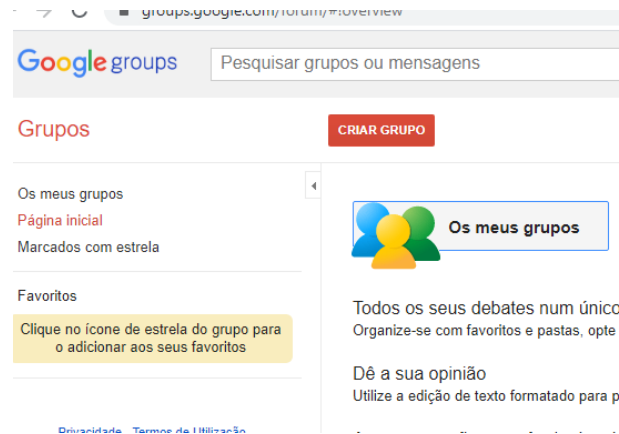 groups.google.com/forum/#!overview
Google groups
Pesquisar grupos ou mensagens
Grupos
CRIAR GRUPO
Os meus grupos
Página inicial
Marcados com estrela
Favoritos
Clique no ícone de estrela do grupo para
o adicionar aos seus favoritos
Privacidade Termos de Utilização
Os meus grupos
Todos os seus debates num único
Organize-se com favoritos e pastas, opte
Dê a sua opinião
Utilize a edição de texto formatado para p